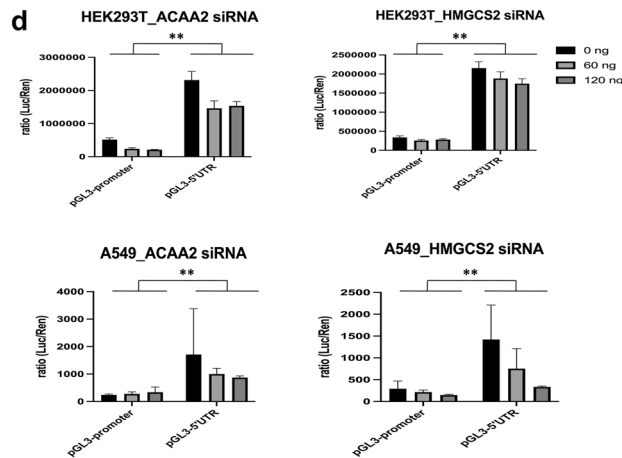 d
HEK293T_ACAA2 siRNA
**
ratio (Luc/Ren)
3000000
2000000
1000000
0
pGL3-promoter
pGL3-5'UTR
HEK293T_HMGCS2 siRNA
**
ratio (Luc/Ren)
2500000
2000000
1500000
1000000
500000
0
pGL3-promoter
pGL3-5'UTR
0 ng
60 ng
120 ng
A549_ACAA2 siRNA
**
ratio (Luc/Ren)
4000
3000
2000
1000
0
pGL3-promoter
pGL3-5'UTR
A549_HMGCS2 siRNA
**
ratio (Luc/Ren)
2500
2000
1500
1000
500
0
pGL3-promoter
pGL3-5'UTR